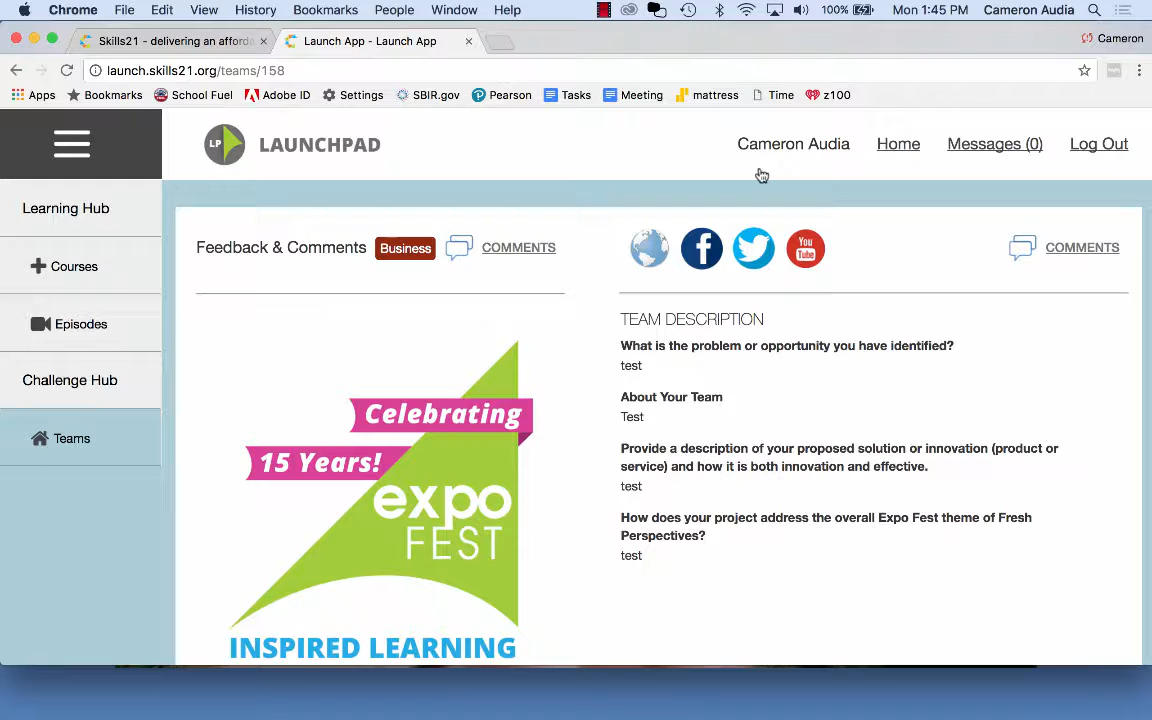 Chrome File Edit View History Bookmarks People Window Help 100% Mon 1:45 PM Cameron Audia
Skills21 - delivering an afforda
Launch App - Launch App
Cameron
launch.skills21.org/teams/158
Apps Bookmarks School Fuel Adobe ID Settings SBIR.gov Pearson Tasks Meeting mattress Time z100
LP LAUNCHPAD
Cameron Audia Home Messages (0) Log Out
Learning Hub
Courses
Episodes
Challenge Hub
Teams
Feedback & Comments Business COMMENTS
You Tube
COMMENTS
Celebrating
15 Years!
expo
FEST
INSPIRED LEARNING
TEAM DESCRIPTION
What is the problem or opportunity you have identified?
test
About Your Team
Test
Provide a description of your proposed solution or innovation (product or
service) and how it is both innovation and effective.
test
How does your project address the overall Expo Fest theme of Fresh
Perspectives?
test